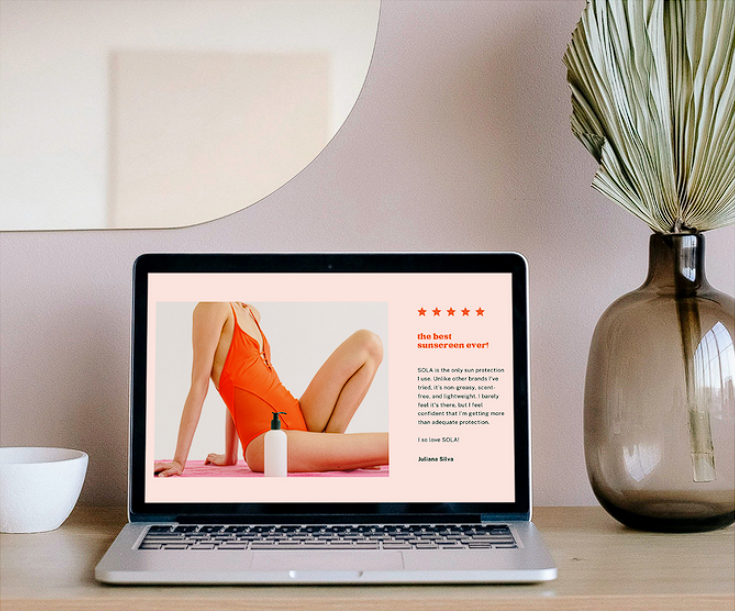 the best
sunscreen ever!
SOLA is the only sun protection
I use. Unlike other brands I've
tried, it's non-greasy, scent-
free, and lightweight. I barely
feel it's there, but I feel
confident that I'm getting more
than adequate protection.
I so love SOLA!
Juliana Silva